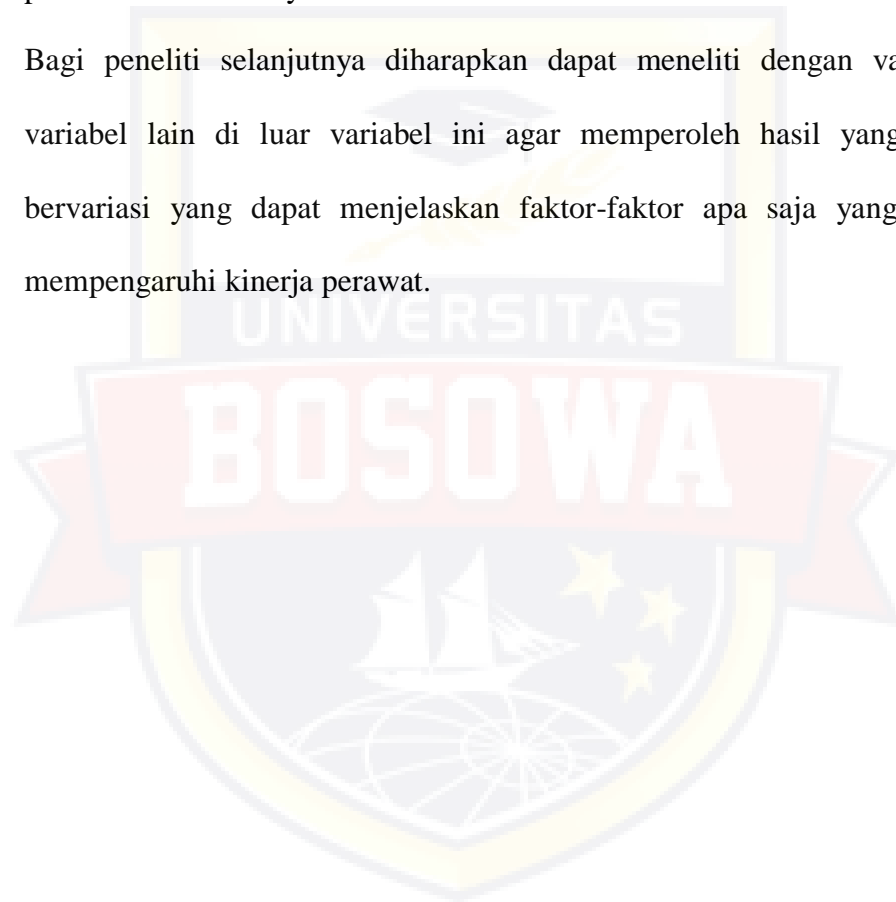 Bagi peneliti selanjutnya diharapkan dapat meneliti dengan
variabel lain di luar variabel ini agar memperoleh hasil yang
bervariasi yang dapat menjelaskan faktor-faktor apa saja yang
mempengaruhi kinerja perawat.
UNIVERSITAS
BOSOWA